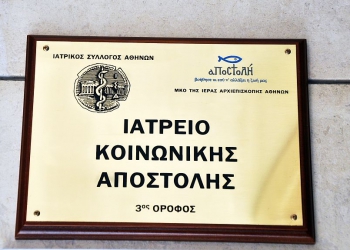 ΙΑΤΡΙΚΟΣ ΣΥΛΛΟΓΟΣ ΑΘΗΝΩΝ
αποστολή
ΜΚΟ ΤΗΣ ΙΕΡΑΣ ΑΡΧΙΕΠΙΣΚΟΠΗΣ ΑΘΗΝΩΝ
ΙΑΤΡΕΙΟ
ΚΟΙΝΩΝΙΚΗΣ
ΑΠΟΣΤΟΛΗΣ
3ος ΟΡΟΦΟΣ